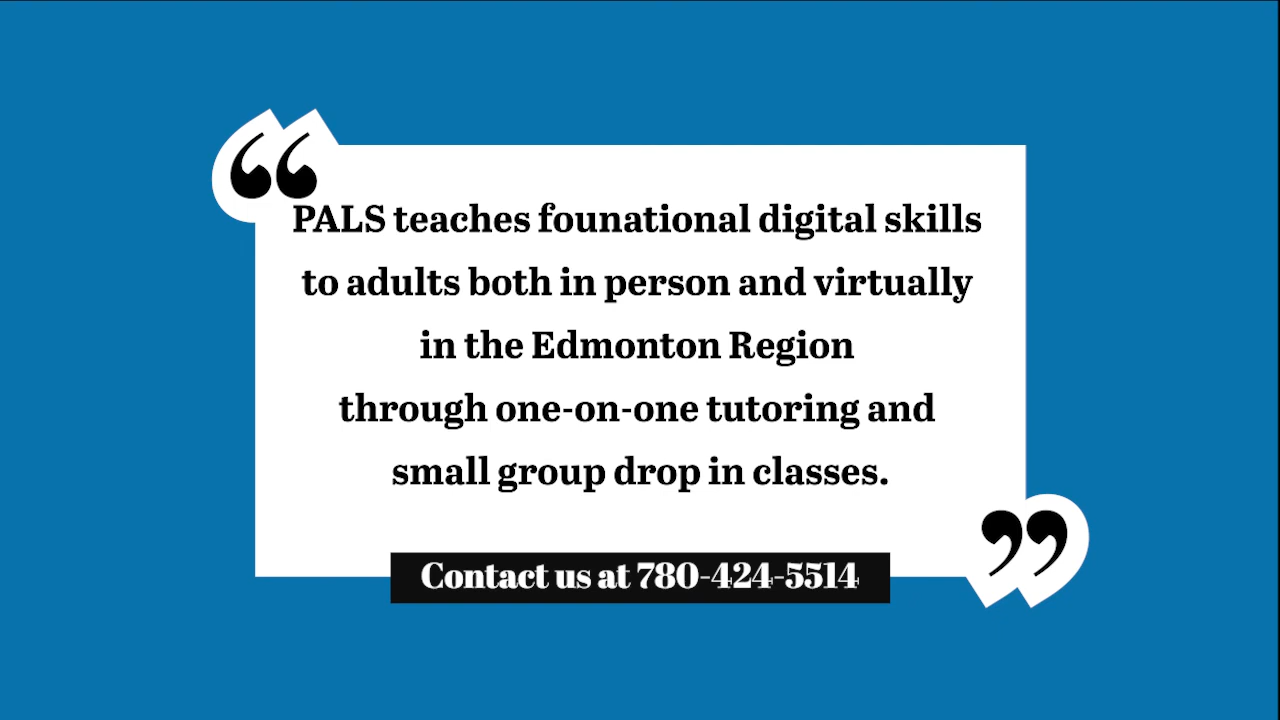 “
PALS teaches founational digital skills
to adults both in person and virtually
in the Edmonton Region
through one-on-one tutoring and
small group drop in classes.
”
Contact us at 780-424-5514